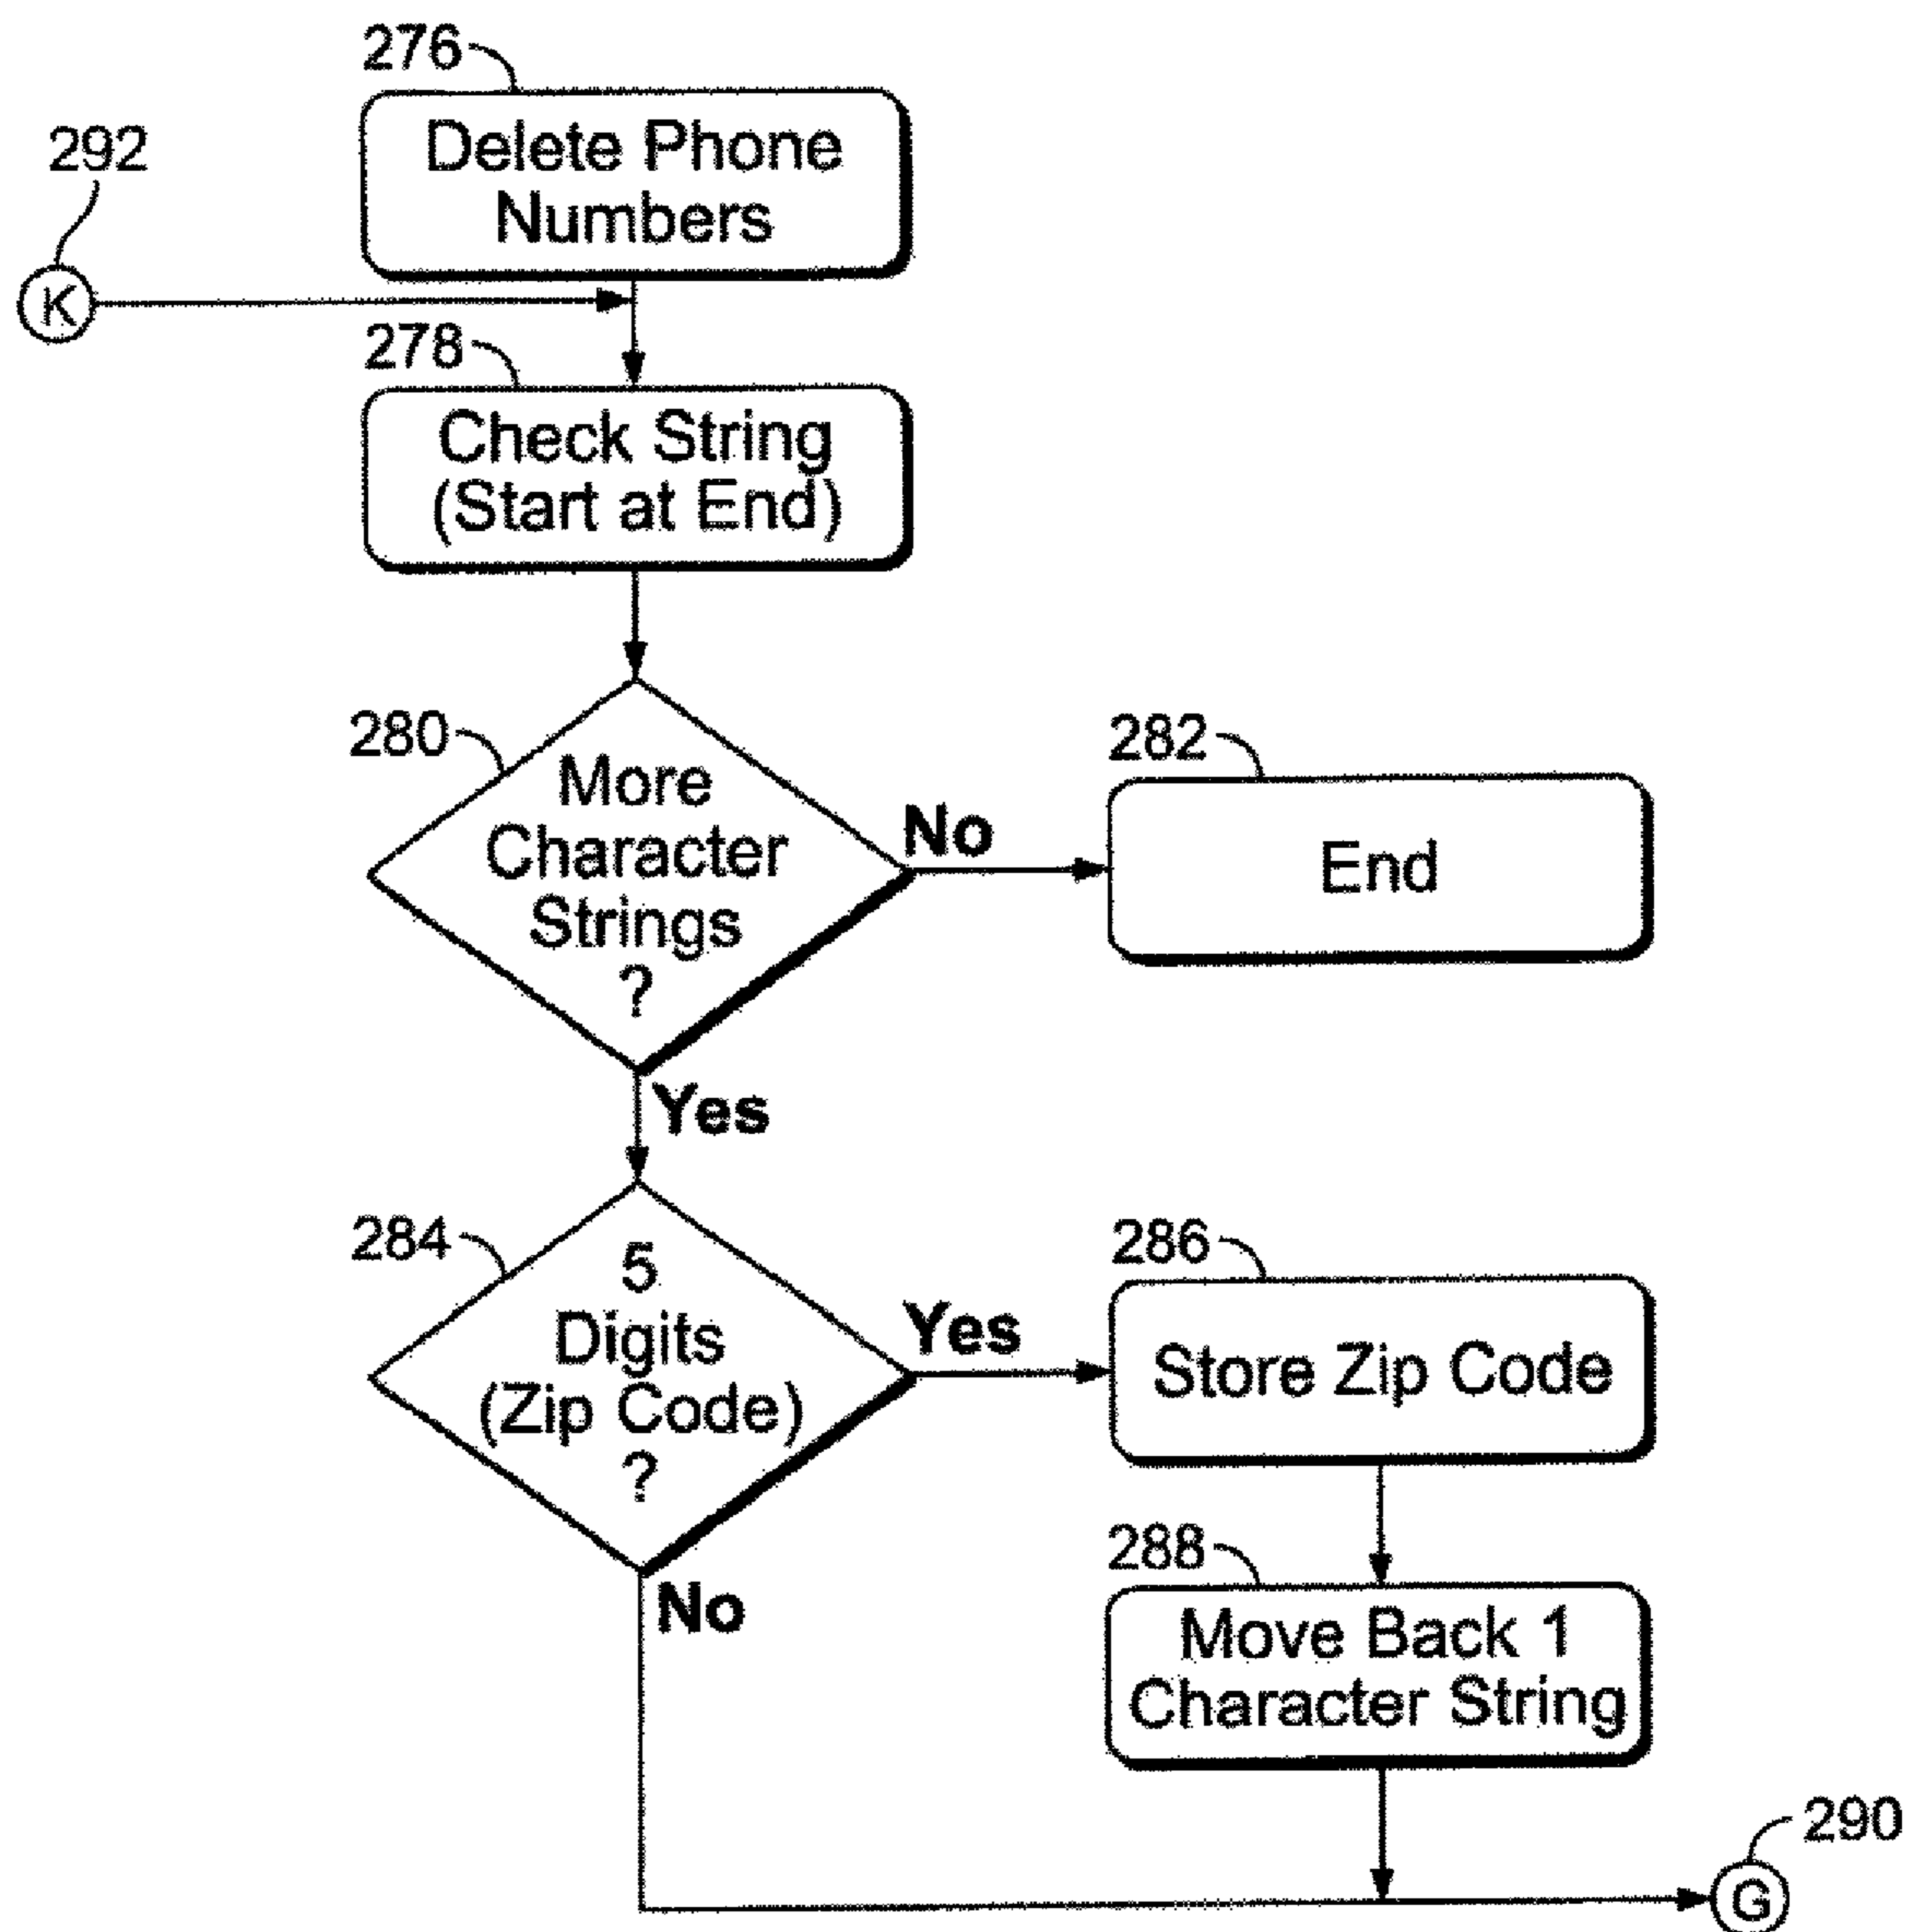 276
Delete Phone
Numbers
292
K
278
Check String
(Start at End)
280
More
Character
Strings
?
No
282
End
Yes
284
5
Digits
(Zip Code)
?
Yes
286
Store Zip Code
288
Move Back 1
Character String
No
290
G